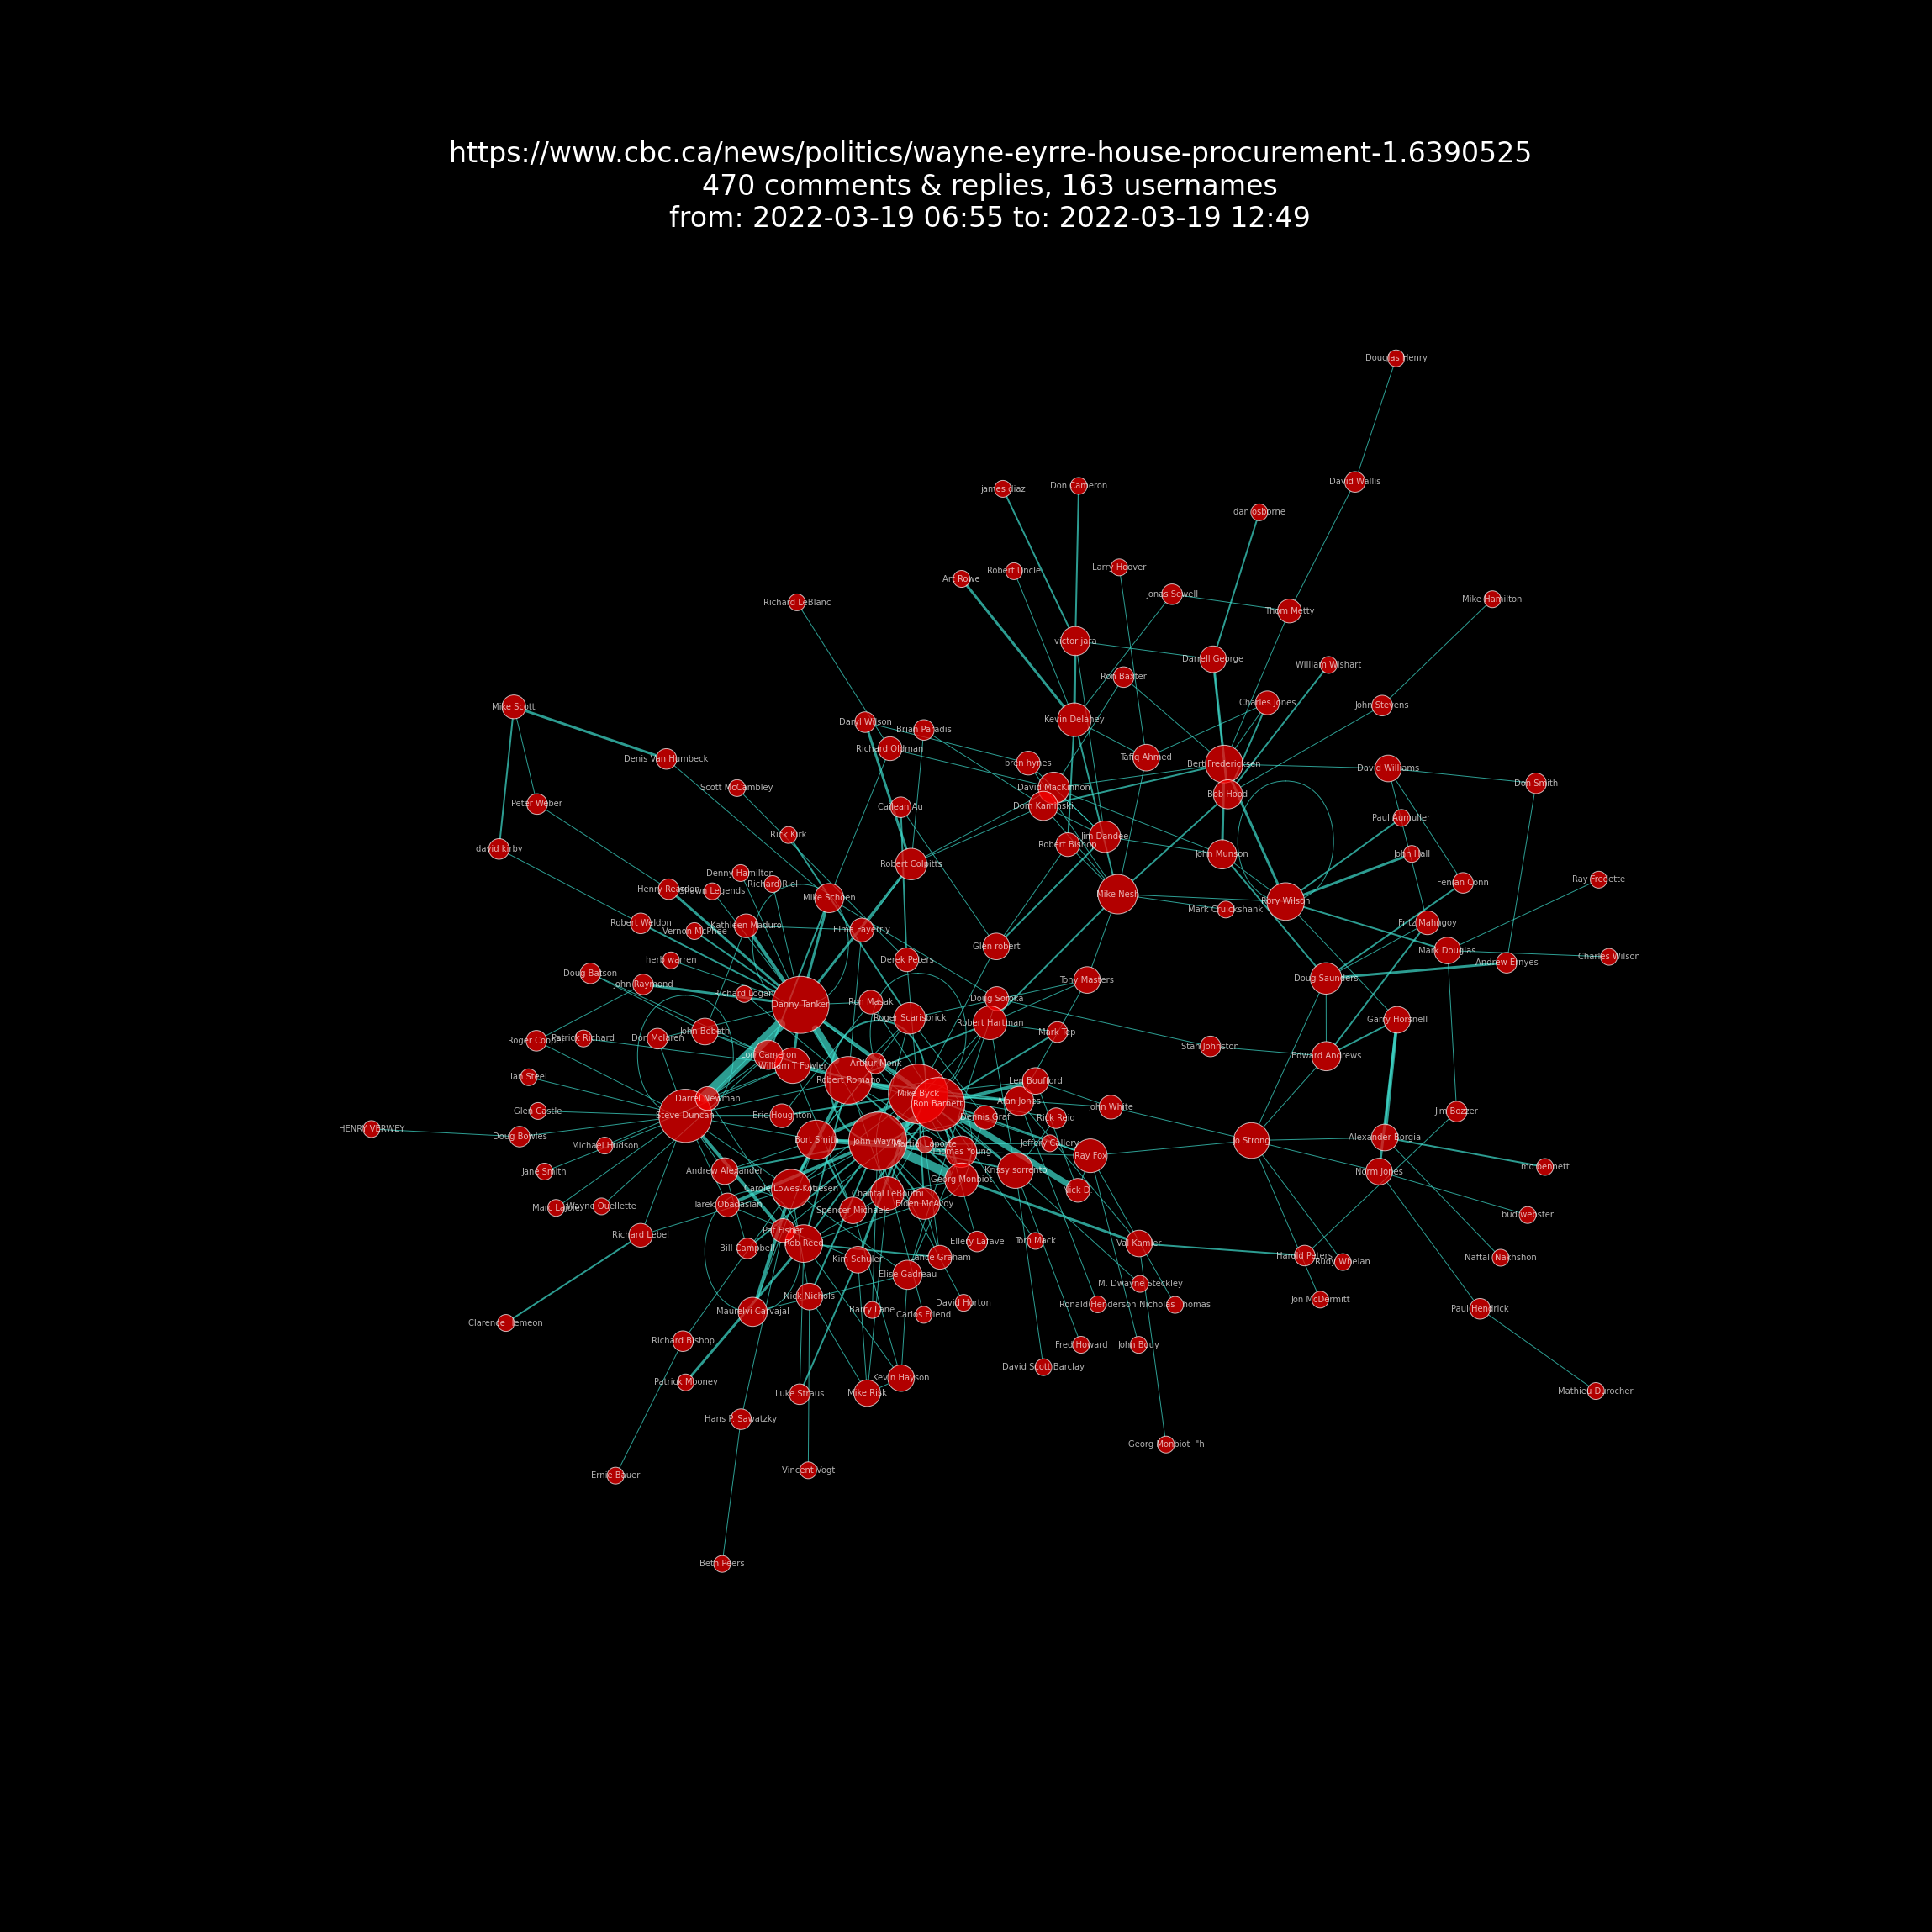 https://www.cbc.ca/news/politics/wayne-eyrre-house-procurement-1.6390525
470 comments & replies, 163 usernames
from: 2022-03-19 06:55 to: 2022-03-19 12:49
Douglas Henry
David Wallis
james diaz
Don Cameron
dan osborne
Larry Hoover
Robert Uncle
Art Rowe
Jonas Sewell
Mike Hamilton
Richard LeBlanc
Thom Metty
victor jara
Darrell George
William Wishart
Ron Baxter
Charles Jones
John Stevens
Mike Scott
Kevin Delaney
Daryl Wilson
Brian Paradis
Richard Oldman
Denis Van Humbeck
Tafiq Ahmed
bren hynes
Bert Fredericksen
David Williams
Don Smith
Scott McCambley
David MacKinnon
Bob Hood
Peter Weber
Cadean Au
Dom Kaminski
Paul Aumuller
Rick Kirk
Jim Dandee
Robert Bishop
david kirby
John Munson
John Hall
Robert Colpitts
Denny Hamilton
Ray Fredette
Fenian Conn
Richard Riel
Henry Reardon
Shawn Legends
Mike Nesh
Mike Schoen
Fory Wilson
Mark Cruickshank
Robert Weldon
Kathleen Maduro
Fritz Mahngoy
Vernon McPhee
Elma Fayerrly
Glen robert
Mark Douglas
Charles Wilson
herb warren
Derek Peters
Andrew Ernyes
Doug Batson
Doug Saunders
Tony Masters
John Raymond
Richard Logan
Doug Soroka
Ron Masak
Danny Tanker
Roger Scarisbrick
Garry Horsnell
Robert Hartman
John Bobeth
Mark Tep
Don Mclaren
Patrick Richard
Roger Cooper
Stan Johnston
Lon Cameron
Edward Andrews
Arthur Monk
William T Fowler
Ian Steel
Robert Romano
Len Boufford
Mike Byck
Darrel Newman
Alan Jones
Ron Barnett
John White
Glen Castle
Jim Bozzer
Steve Duncan
Eric Houghton
Dennis Graf
Rick Reid
HENRY VERWEY
Doug Bowles
Alexander Borgia
Bort Smith
John Wayne
Jo Strong
Jeffery Callery
Michael Hudson
Thomas Young
Ray Fox
mo bennett
Jane Smith
Andrew Alexander
Krissy sorrento
Norm Jones
Georg Monbiot
Carole Lowes-Kotiesen
Nick D
Chantal LeBauthi
Tarek Obadasian
Elden McAvoy
Wayne Ouellette
Spencer Michaels
bud webster
Pat Fisher
Richard Lebel
Ellery Lafave
Tom Mack
Rob Reed
Val Kamler
Bill Campbell
Harold Peters
Lance Graham
Naftali Nakhshon
Kim Schuler
Rudy Whelan
Elise Gadreau
M. Dwayne Steckley
Nick Nichols
Jon McDermitt
David Horton
Ronald Henderson
Nicholas Thomas
Paul Hendrick
Barry Lane
Maurelvi Carvajal
Carlos Friend
Clarence Hemeon
Richard Bishop
Fred Howard
John Bouy
David Scott Barclay
Kevin Hayson
Patrick Mooney
Mathieu Durocher
Luke Straus
Mike Risk
Hans P. Sawatzky
Georg Monbiot "h
Vincent Vogt
Ernie Bauer
Beth Peers